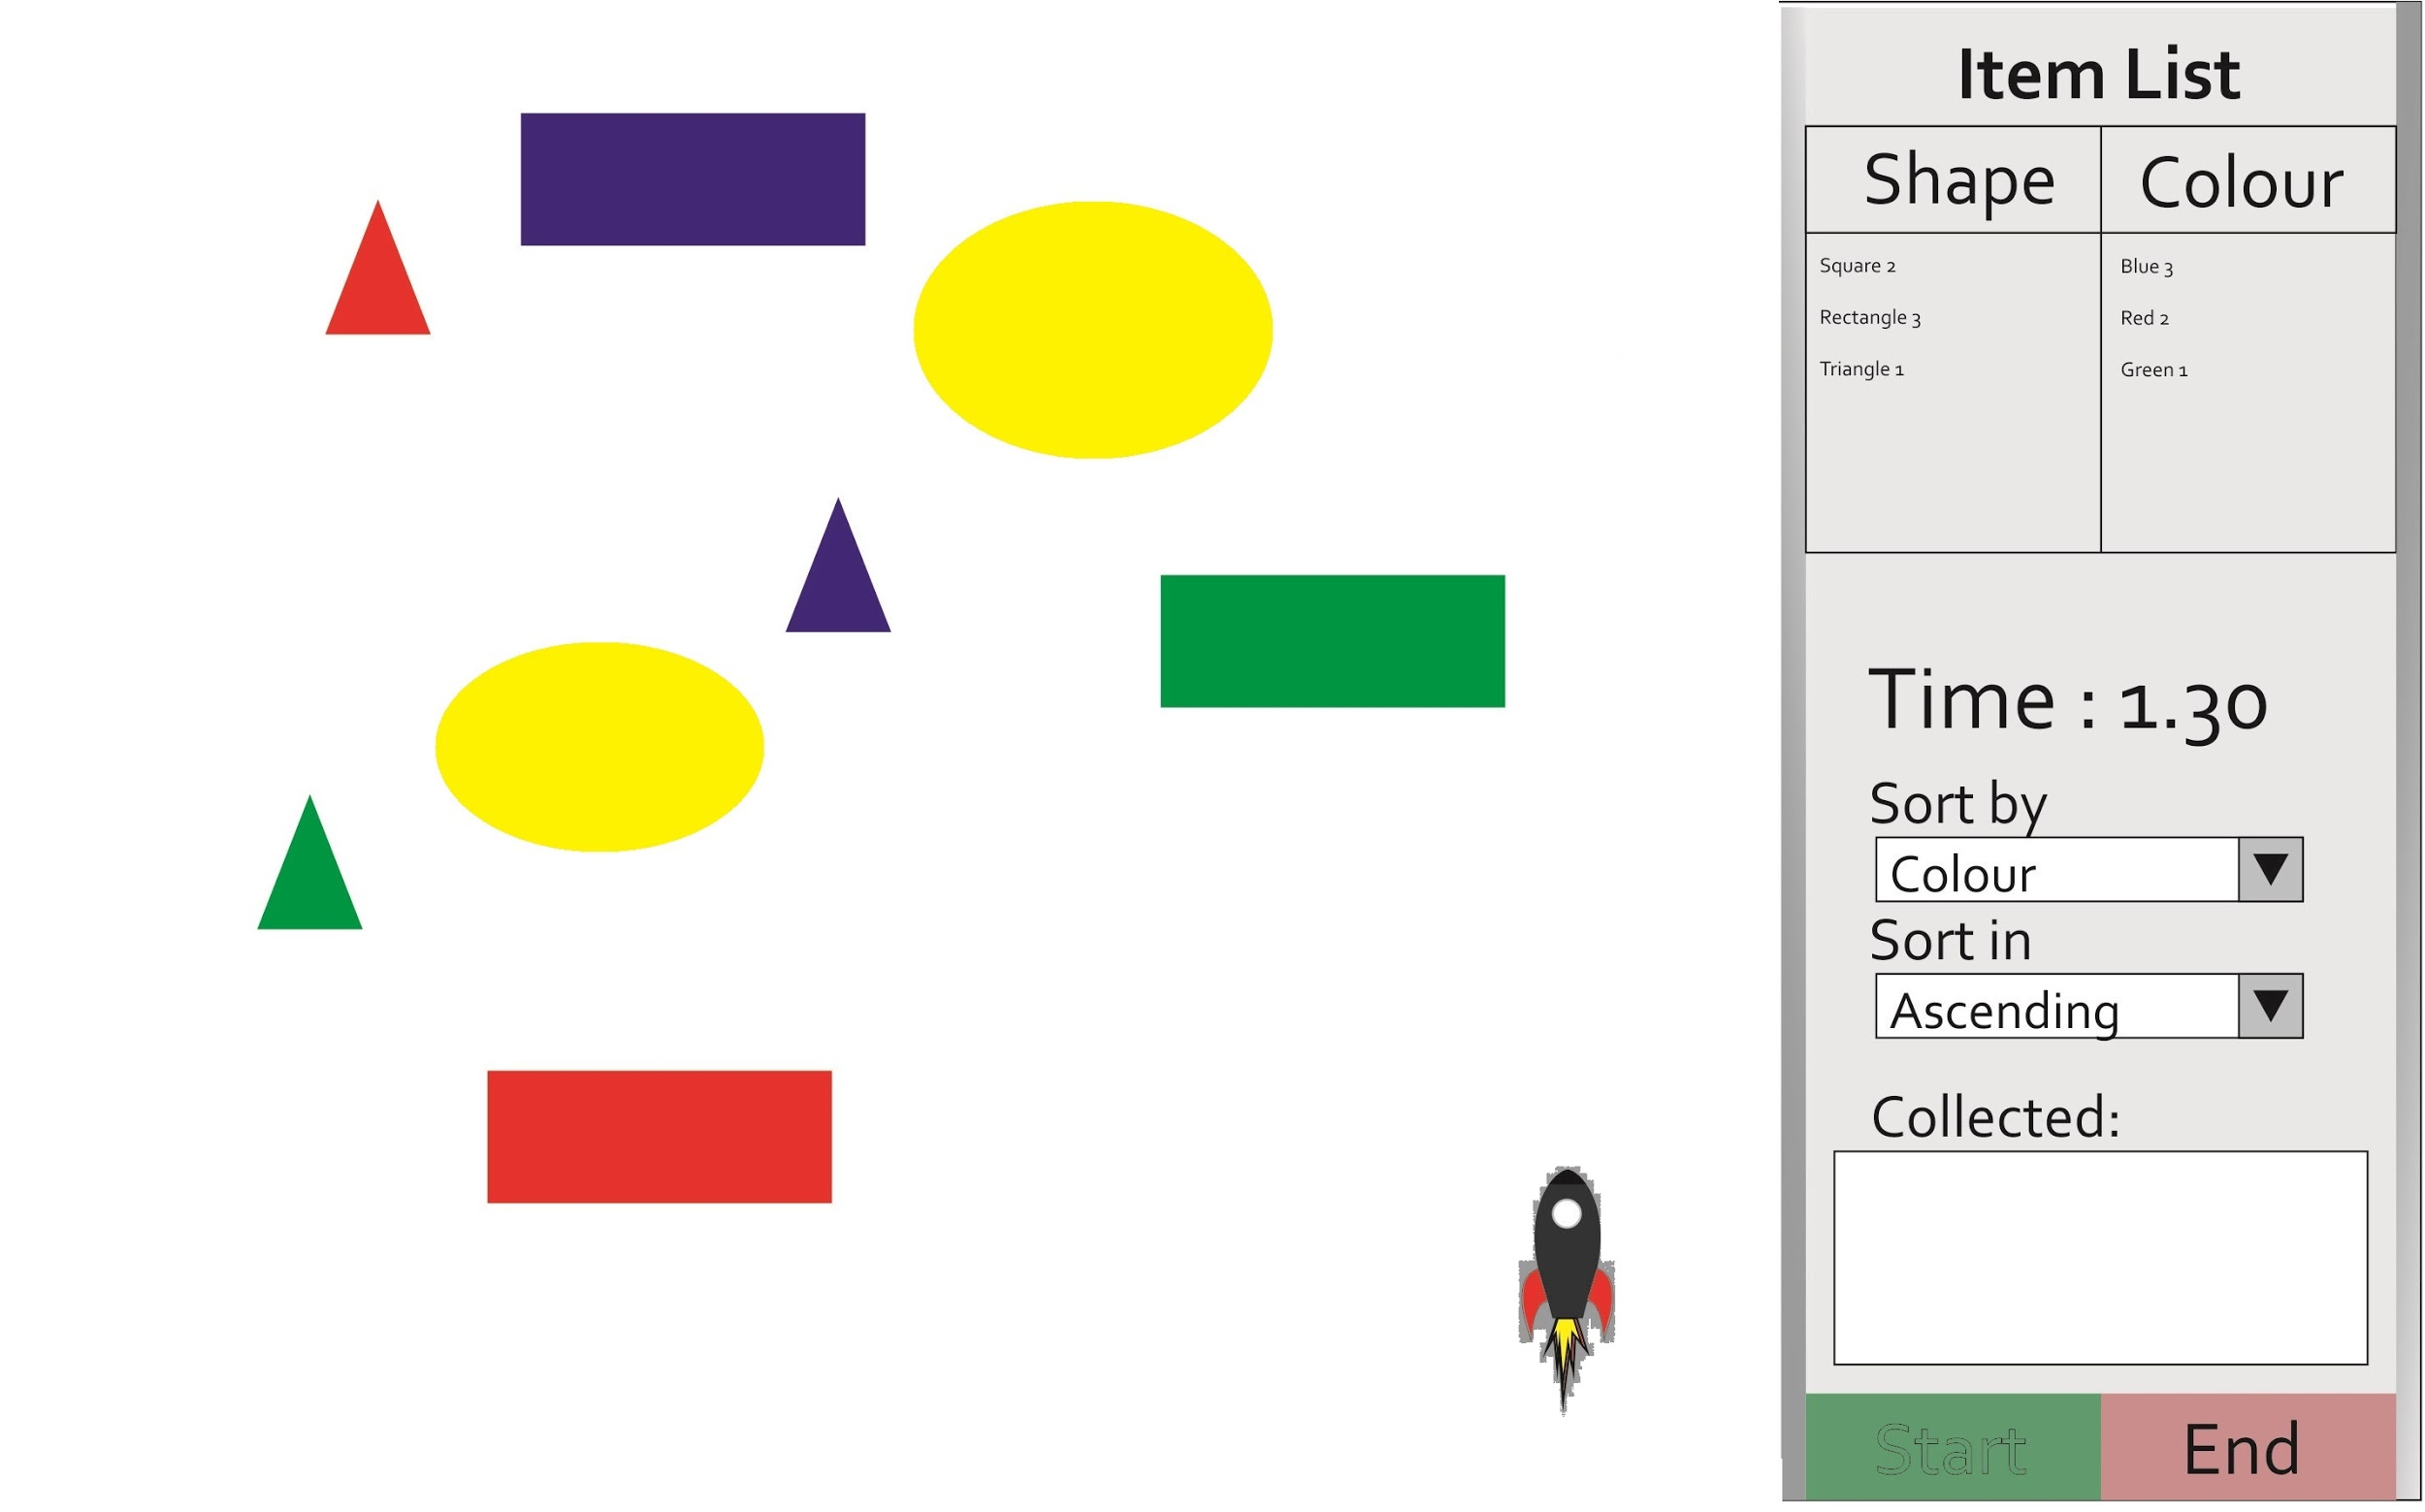 Item List
Shape Colour
Square 2 Blue 3
Rectangle 3 Red 2
Triangle 1 Green 1
Time : 1.30
Sort by
Colour
Sort in
Ascending
Collected:
Start End